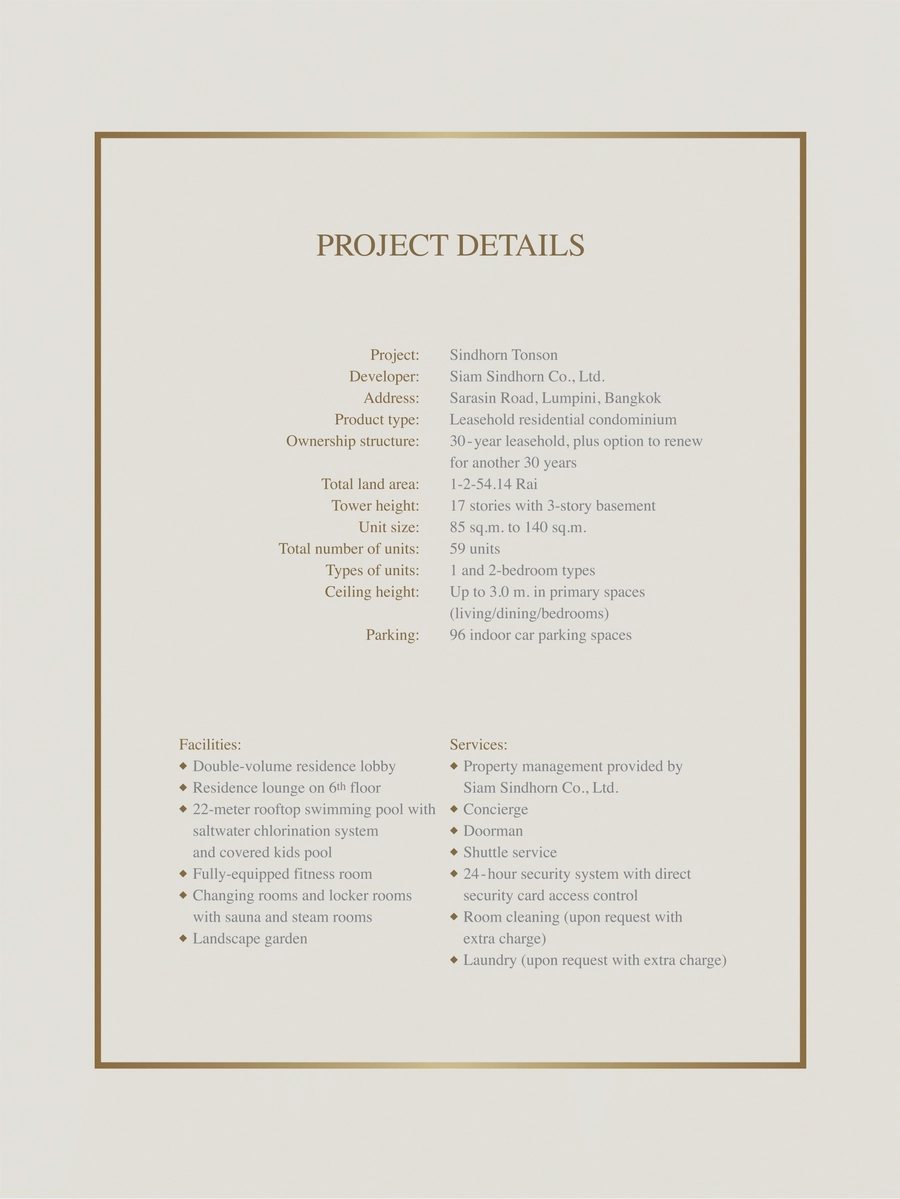 PROJECT DETAILS
Project: Sindhorn Tonson
Developer: Siam Sindhorn Co., Ltd.
Address: Sarasin Road, Lumpini, Bangkok
Product type: Leasehold residential condominium
Ownership structure: 30-year leasehold, plus option to renew
for another 30 years
Total land area: 1-2-54.14 Rai
Tower height: 17 stories with 3-story basement
Unit size: 85 sq.m. to 140 sq.m.
Total number of units: 59 units
Types of units: 1 and 2-bedroom types
Ceiling height: Up to 3.0 m. in primary spaces
(living/dining/bedrooms)
Parking: 96 indoor car parking spaces
Facilities:
◆ Double-volume residence lobby
◆ Residence lounge on 6th floor
◆ 22-meter rooftop swimming pool with
saltwater chlorination system
and covered kids pool
◆ Fully-equipped fitness room
◆ Changing rooms and locker rooms
with sauna and steam rooms
◆ Landscape garden
Services:
◆ Property management provided by
Siam Sindhorn Co., Ltd.
◆ Concierge
◆ Doorman
◆ Shuttle service
◆ 24-hour security system with direct
security card access control
◆ Room cleaning (upon request with
extra charge)
◆ Laundry (upon request with extra charge)